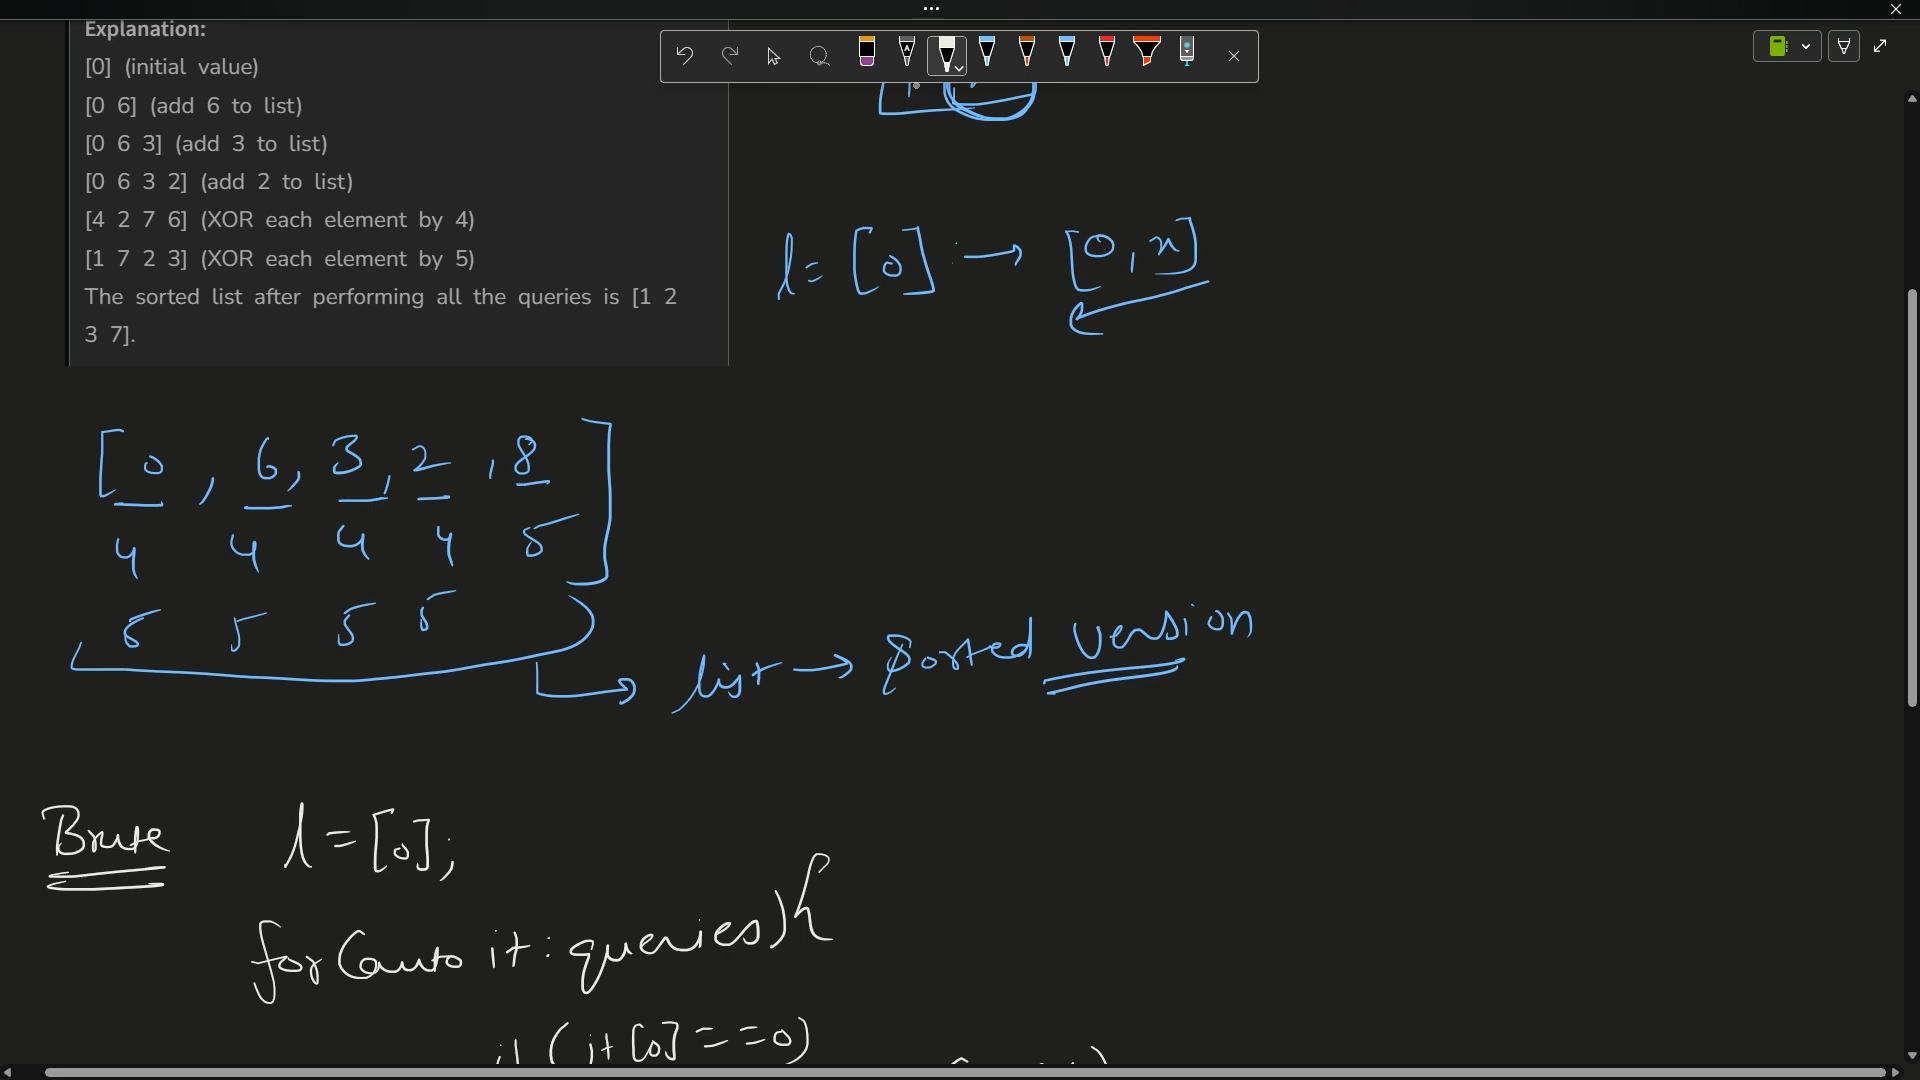 Explanation:
[0] (initial value)
[0 6] (add 6 to list)
[0 6 3] (add 3 to list)
[0 6 3 2] (add 2 to list)
[4 2 7 6] (XOR each element by 4)
[1 7 2 3] (XOR each element by 5)
The sorted list after performing all the queries is [1 2
3 7].
l = [0] → [0, x]
[0, 6, 3, 2, 8]
4 4 4 4 5
5 5 5 5
list → sorted version
Brute l = [0];
for (auto it : queries) {
if (it[0] == 0)